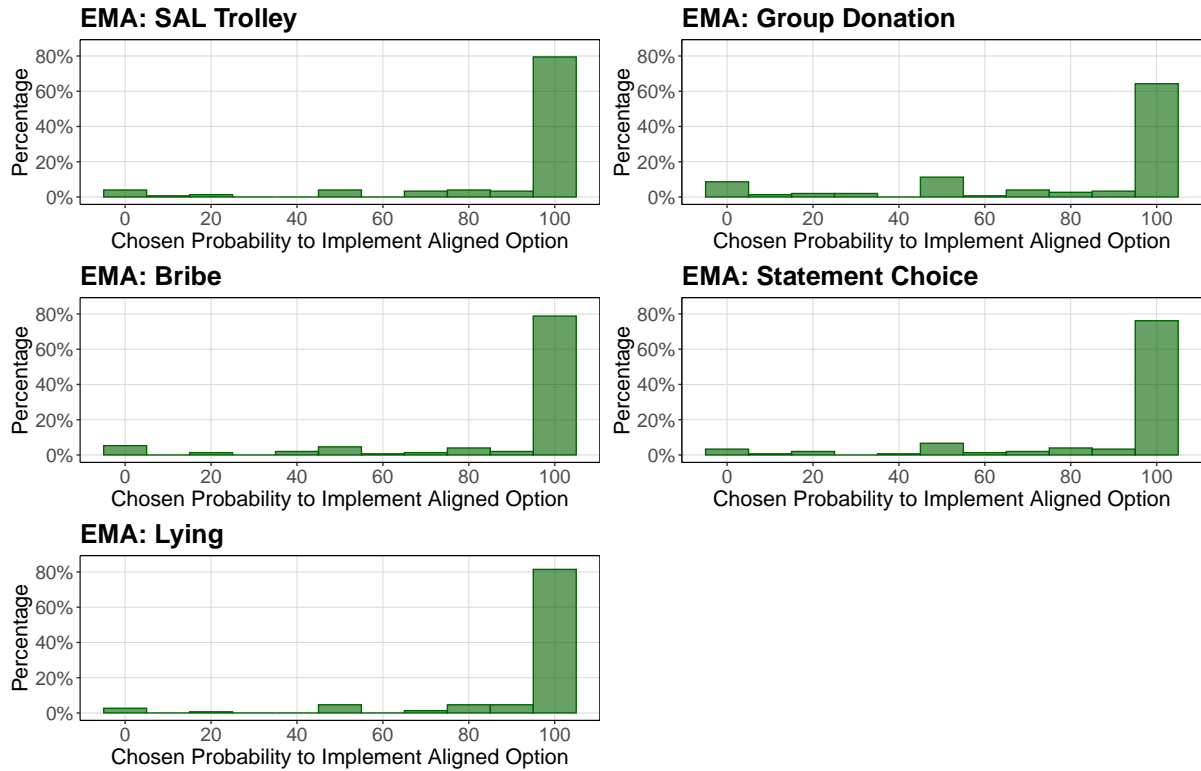 EMA: SAL Trolley
80%
60%
40%
20%
0%
Percentage
0 20 40 60 80 100
Chosen Probability to Implement Aligned Option
EMA: Group Donation
80%
60%
40%
20%
0%
Percentage
0 20 40 60 80 100
Chosen Probability to Implement Aligned Option
EMA: Bribe
80%
60%
40%
20%
0%
Percentage
0 20 40 60 80 100
Chosen Probability to Implement Aligned Option
EMA: Statement Choice
80%
60%
40%
20%
0%
Percentage
0 20 40 60 80 100
Chosen Probability to Implement Aligned Option
EMA: Lying
80%
60%
40%
20%
0%
Percentage
0 20 40 60 80 100
Chosen Probability to Implement Aligned Option